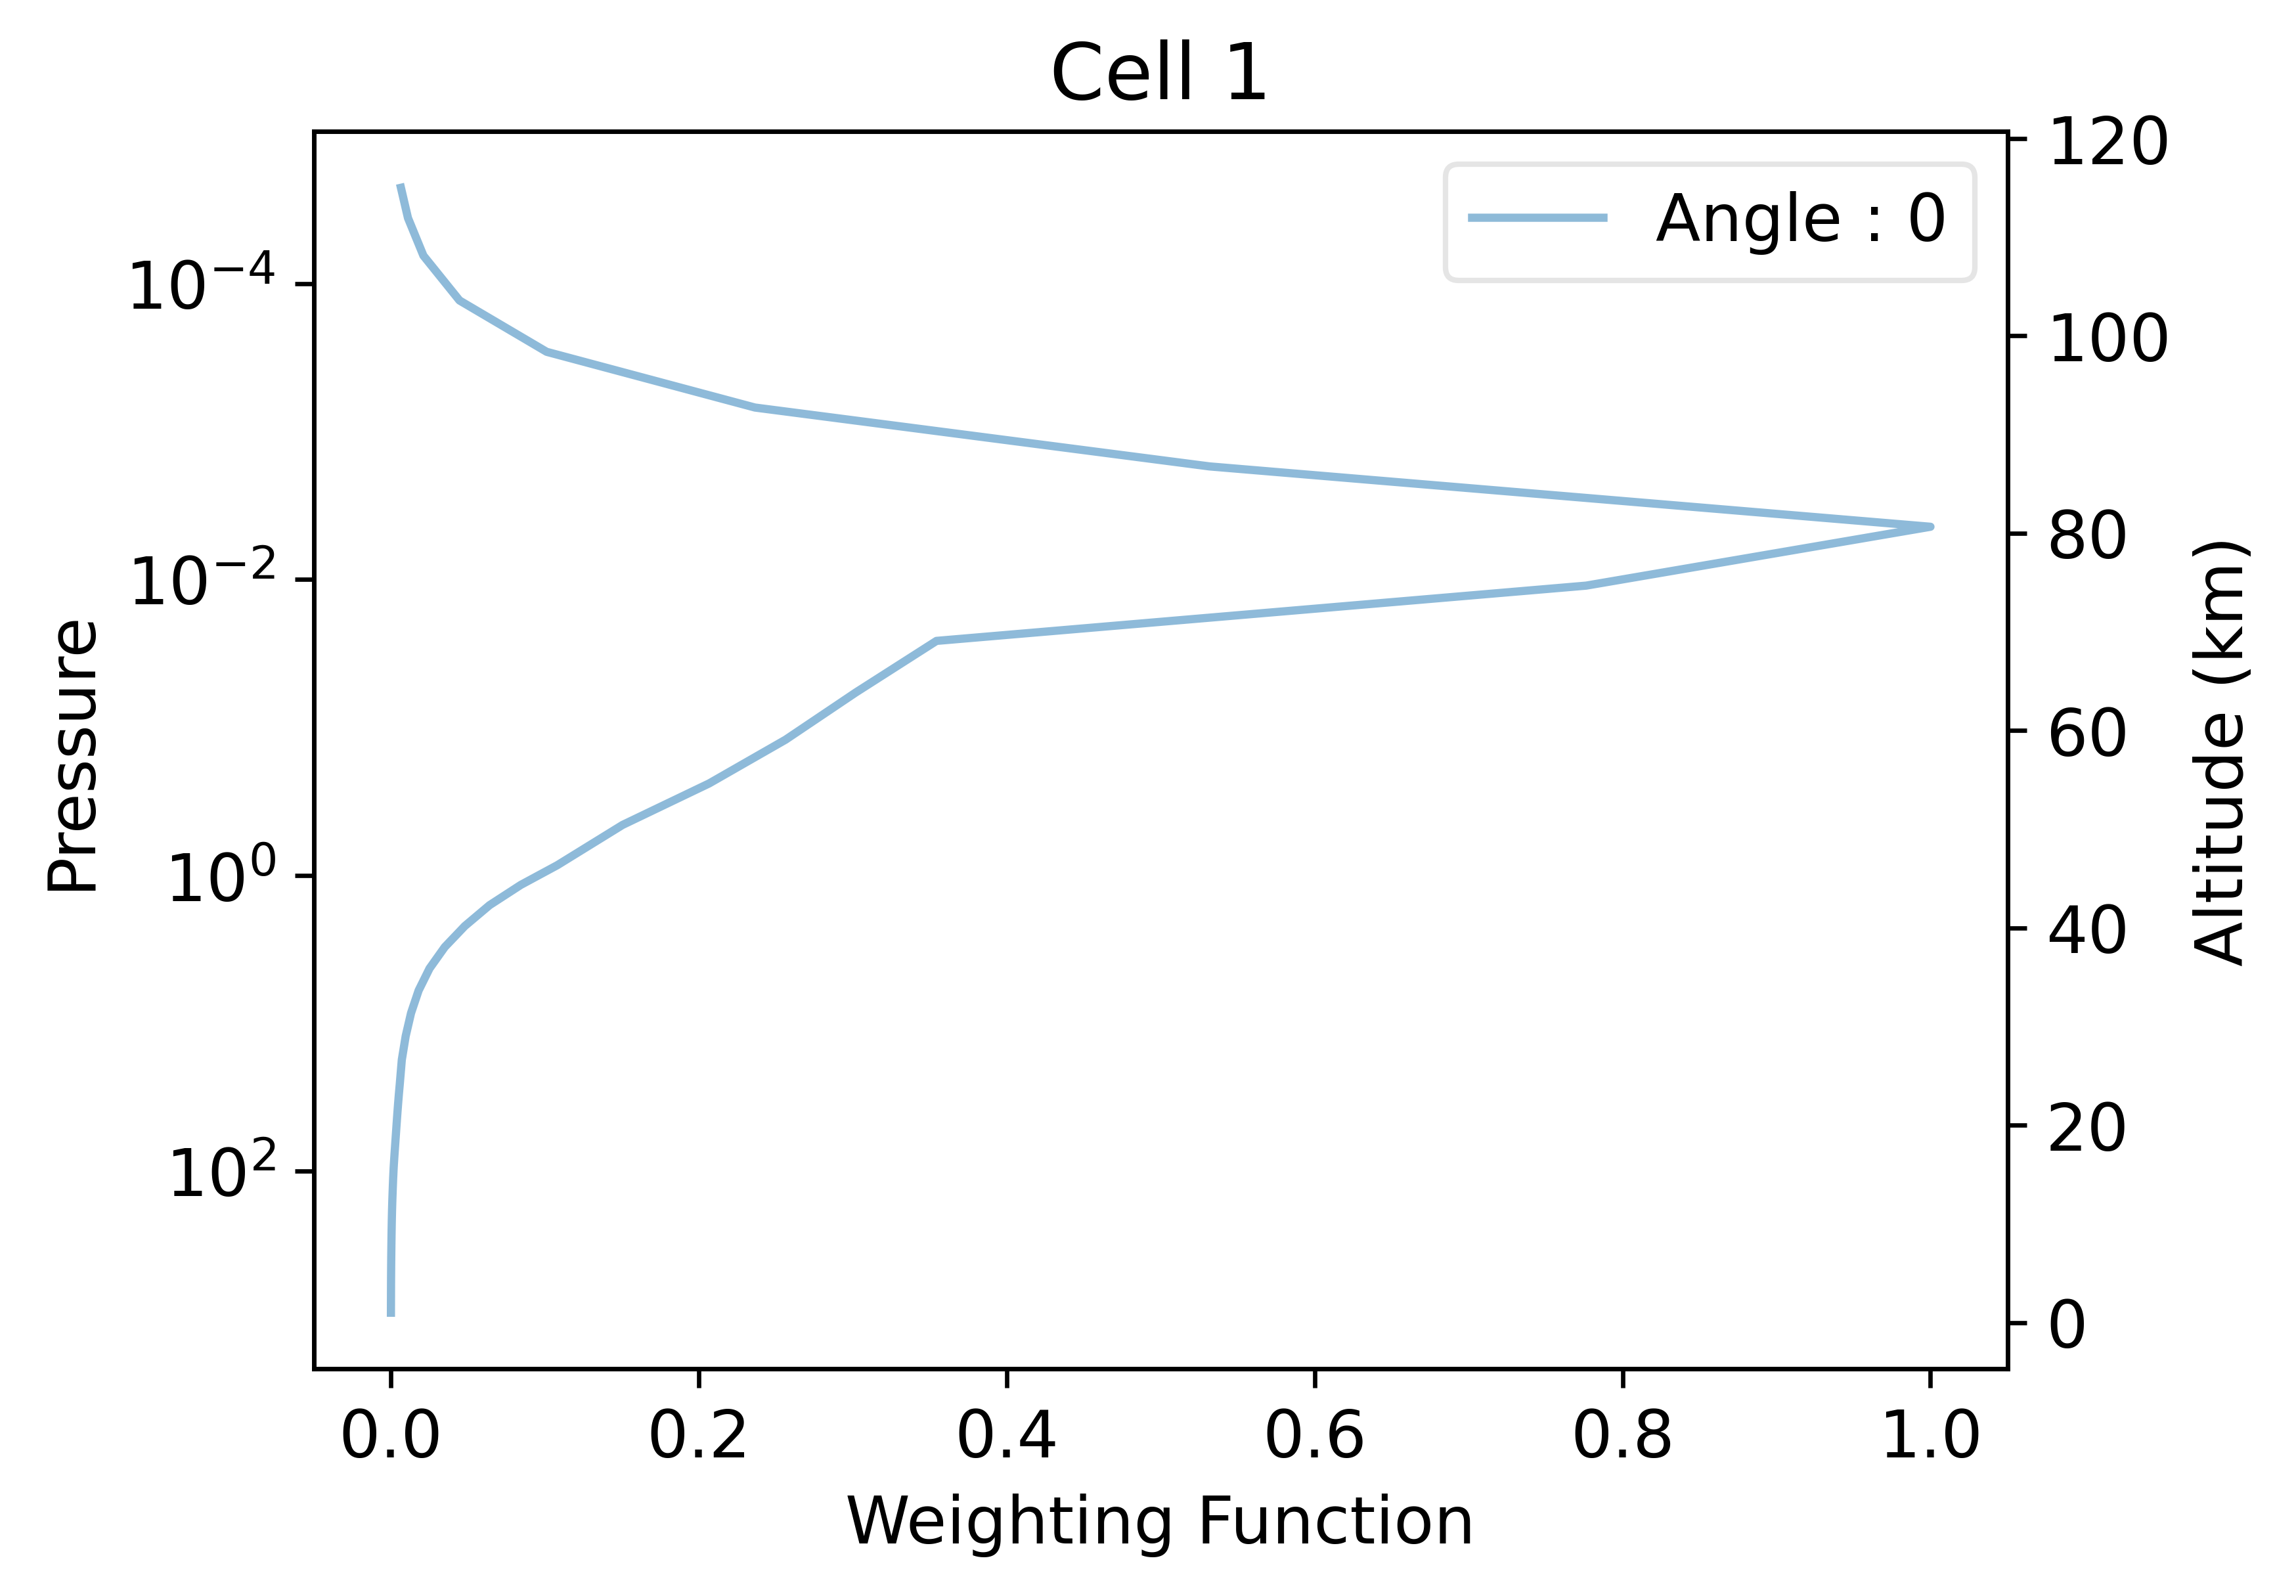 Cell 1
Angle : 0
Pressure
10⁻⁴
10⁻²
10⁰
10²
120
100
80
60
40
20
0
Altitude (km)
0.0 0.2 0.4 0.6 0.8 1.0
Weighting Function